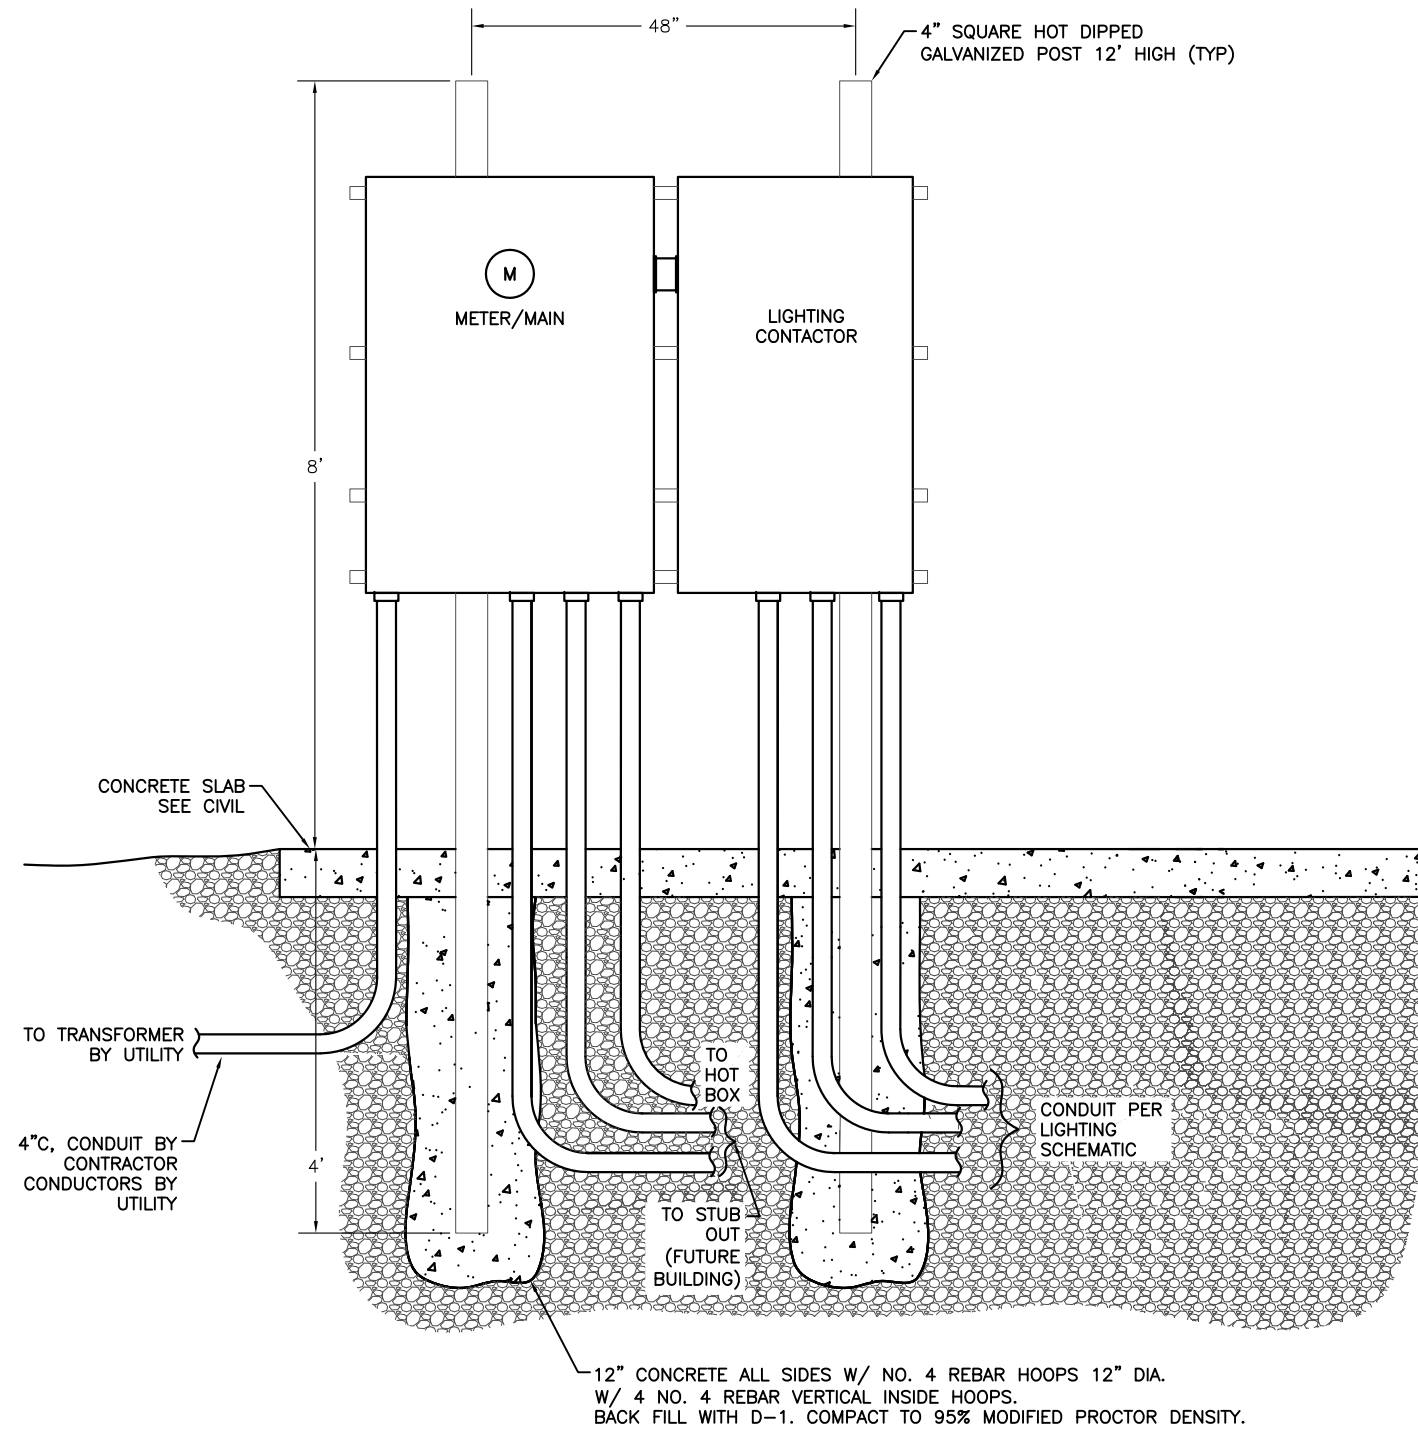 48"
4" SQUARE HOT DIPPED
GALVANIZED POST 12' HIGH (TYP)
M
METER/MAIN
LIGHTING
CONTACTOR
8'
CONCRETE SLAB
SEE CIVIL
TO TRANSFORMER
BY UTILITY
TO
HOT
BOX
CONDUIT PER
LIGHTING
SCHEMATIC
4"C, CONDUIT BY
CONTRACTOR
CONDUCTORS BY
UTILITY
4'
TO STUB
OUT
(FUTURE
BUILDING)
12" CONCRETE ALL SIDES W/ NO. 4 REBAR HOOPS 12" DIA.
W/ 4 NO. 4 REBAR VERTICAL INSIDE HOOPS.
BACK FILL WITH D-1. COMPACT TO 95% MODIFIED PROCTOR DENSITY.